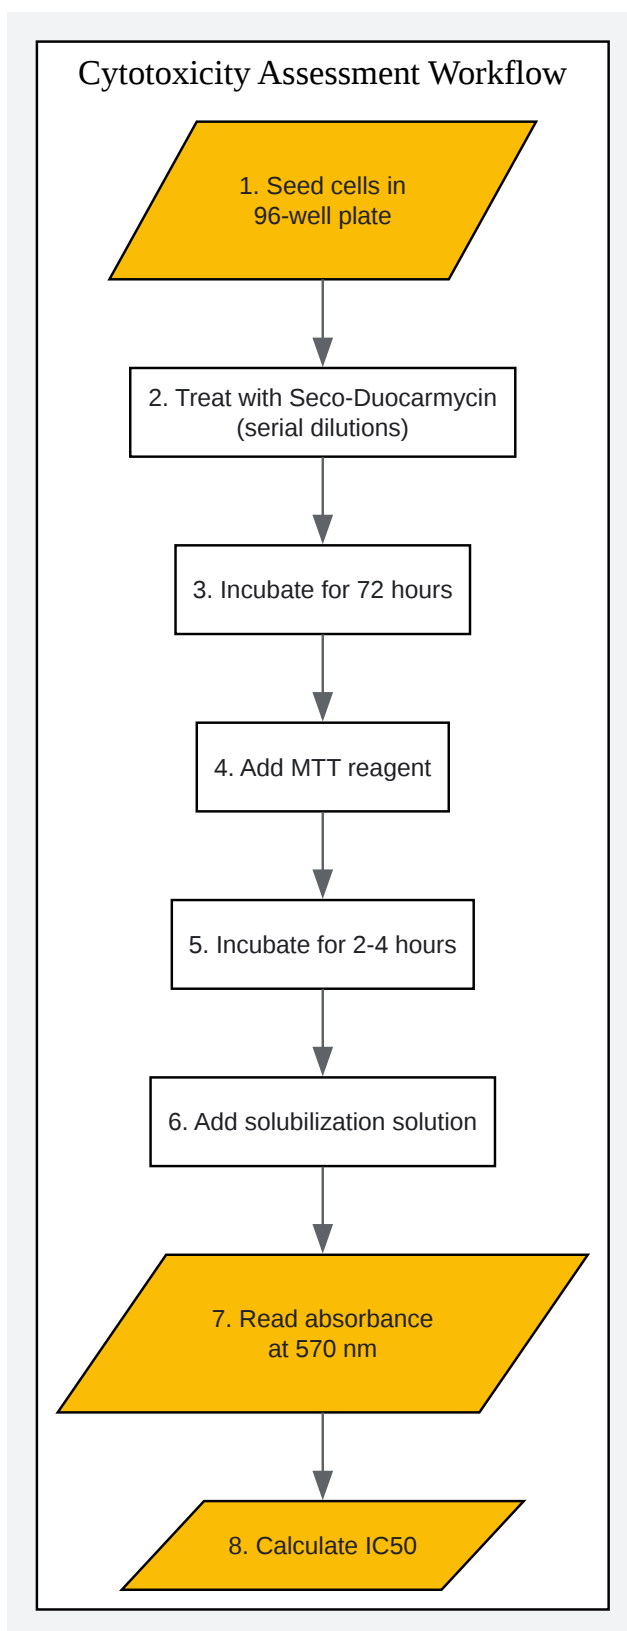 Cytotoxicity Assessment Workflow
1. Seed cells in
96-well plate
2. Treat with Seco-Duocarmycin
(serial dilutions)
3. Incubate for 72 hours
4. Add MTT reagent
5. Incubate for 2-4 hours
6. Add solubilization solution
7. Read absorbance
at 570 nm
8. Calculate IC50